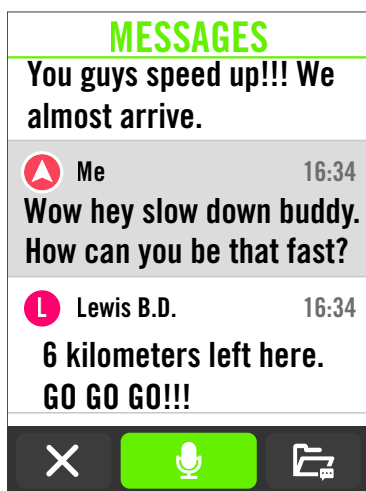 MESSAGES
You guys speed up!!! We
almost arrive.
Me 16:34
Wow hey slow down buddy.
How can you be that fast?
L Lewis B.D. 16:34
6 kilometers left here.
GO GO GO!!!